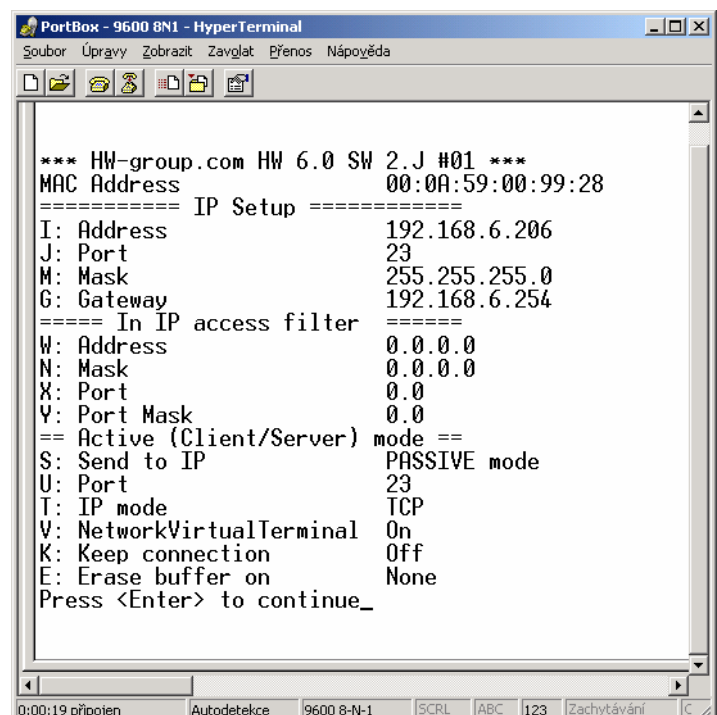 PortBox - 9600 8N1 - HyperTerminal
Soubor Úpravy Zobrazit Zavolat Přenos Nápověda
*** HW-group.com HW 6.0 SW 2.J #01 ***
MAC Address 00:0A:59:00:99:28
=========== IP Setup ============
I: Address 192.168.6.206
J: Port 23
M: Mask 255.255.255.0
G: Gateway 192.168.6.254
===== In IP access filter ======
W: Address 0.0.0.0
N: Mask 0.0.0.0
X: Port 0.0
Y: Port Mask 0.0
== Active (Client/Server) mode ==
S: Send to IP PASSIVE mode
U: Port 23
T: IP mode TCP
V: NetworkVirtualTerminal On
K: Keep connection Off
E: Erase buffer on None
Press <Enter> to continue_
0:00:19 připojen Autodetekce 9600 8-N-1 SCRL ABC 123 Zachytávání